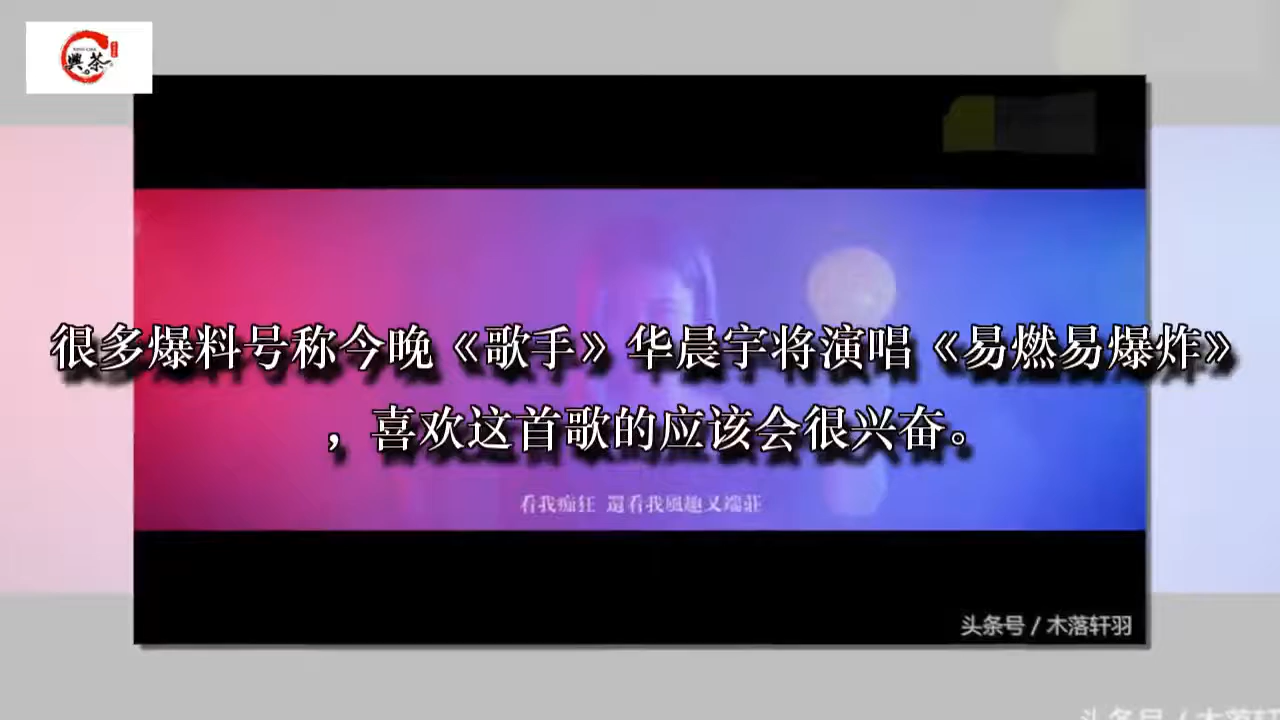 興茶
很多爆料号称今晚《歌手》华晨宇将演唱《易燃易爆炸》
，喜欢这首歌的应该会很兴奋。
看我痴狂 還看我風趣又端莊
头条号 / 木落轩羽